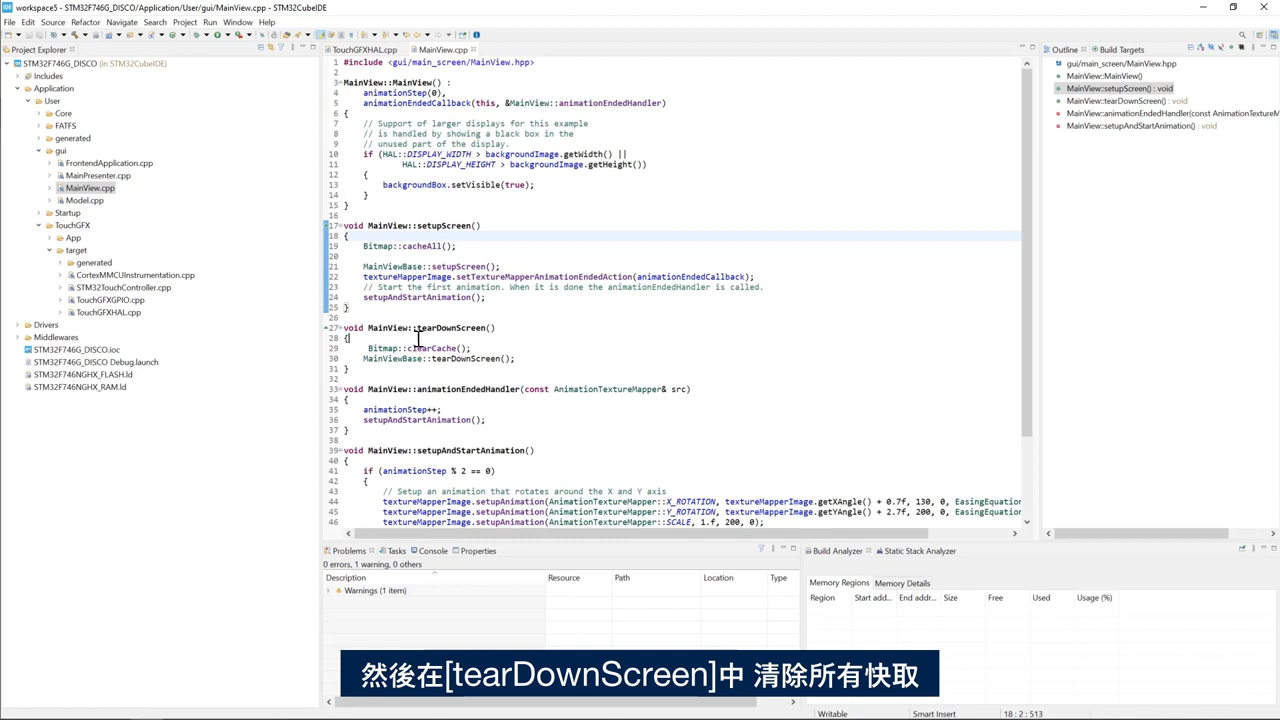 workspace5 - STM32F746G_DISCO/Application/User/gui/MainView.cpp - STM32CubeIDE
File Edit Source Refactor Navigate Search Project Run Window Help
Project Explorer
STM32F746G_DISCO (in STM32CubeIDE)
Includes
Application
User
Core
FATFS
generated
gui
FrontendApplication.cpp
MainPresenter.cpp
MainView.cpp
Model.cpp
Startup
TouchGFX
App
target
generated
CortexMMCUInstrumentation.cpp
STM32TouchController.cpp
TouchGFXGPIO.cpp
TouchGFXHAL.cpp
Drivers
Middlewares
STM32F746G_DISCO.ioc
STM32F746G_DISCO Debug.launch
STM32F746NGHX_FLASH.ld
STM32F746NGHX_RAM.ld
TouchGFXHAL.cpp MainView.cpp
1 #include <gui/main_screen/MainView.hpp>
2
3 MainView::MainView() :
4 animationStep(0),
5 animationEndedCallback(this, &MainView::animationEndedHandler)
6 {
7 // Support of larger displays for this example
8 // is handled by showing a black box in the
9 // unused part of the display.
10 if (HAL::DISPLAY_WIDTH > backgroundImage.getWidth() ||
11 HAL::DISPLAY_HEIGHT > backgroundImage.getHeight())
12 {
13 backgroundBox.setVisible(true);
14 }
15 }
16
17 void MainView::setupScreen()
18 {
19 Bitmap::cacheAll();
20
21 MainViewBase::setupScreen();
22 textureMapperImage.setTextureMapperAnimationEndedAction(animationEndedCallback);
23 // Start the first animation. When it is done the animationEndedHandler is called.
24 setupAndStartAnimation();
25 }
26
27 void MainView::tearDownScreen()
28 {
29 Bitmap::clearCache();
30 MainViewBase::tearDownScreen();
31 }
32
33 void MainView::animationEndedHandler(const AnimationTextureMapper& src)
34 {
35 animationStep++;
36 setupAndStartAnimation();
37 }
38
39 void MainView::setupAndStartAnimation()
40 {
41 if (animationStep % 2 == 0)
42 {
43 // Setup an animation that rotates around the X and Y axis
44 textureMapperImage.setupAnimation(AnimationTextureMapper::X_ROTATION, textureMapperImage.getXAngle() + 0.7f, 130, 0, EasingEquation
45 textureMapperImage.setupAnimation(AnimationTextureMapper::Y_ROTATION, textureMapperImage.getYAngle() + 2.7f, 200, 0, EasingEquation
46 textureMapperImage.setupAnimation(AnimationTextureMapper::SCALE, 1.f, 200, 0);
Outline Build Targets
gui/main_screen/MainView.hpp
MainView::MainView()
MainView::setupScreen() : void
MainView::tearDownScreen() : void
MainView::animationEndedHandler(const AnimationTextureM
MainView::setupAndStartAnimation() : void
Problems Tasks Console Properties
0 errors, 1 warning, 0 others
Description Resource Path Location Type
Warnings (1 item)
Build Analyzer Static Stack Analyzer
Memory Regions Memory Details
Region Start add... End addr... Size Free Used Usage (%)
然後在[tearDownScreen]中 清除所有快取
Writable Smart Insert 18 : 2 : 513